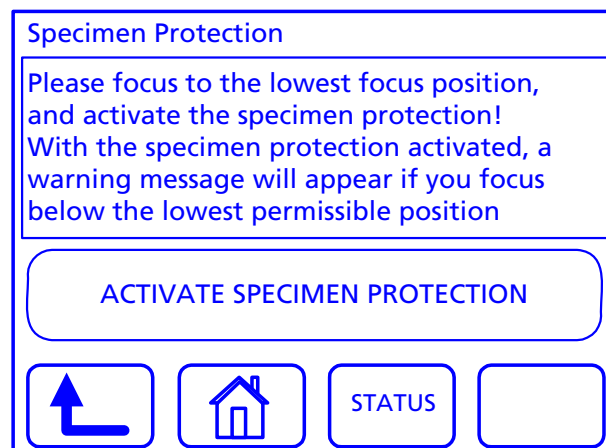 Specimen Protection
Please focus to the lowest focus position,
and activate the specimen protection!
With the specimen protection activated, a
warning message will appear if you focus
below the lowest permissible position
ACTIVATE SPECIMEN PROTECTION
STATUS